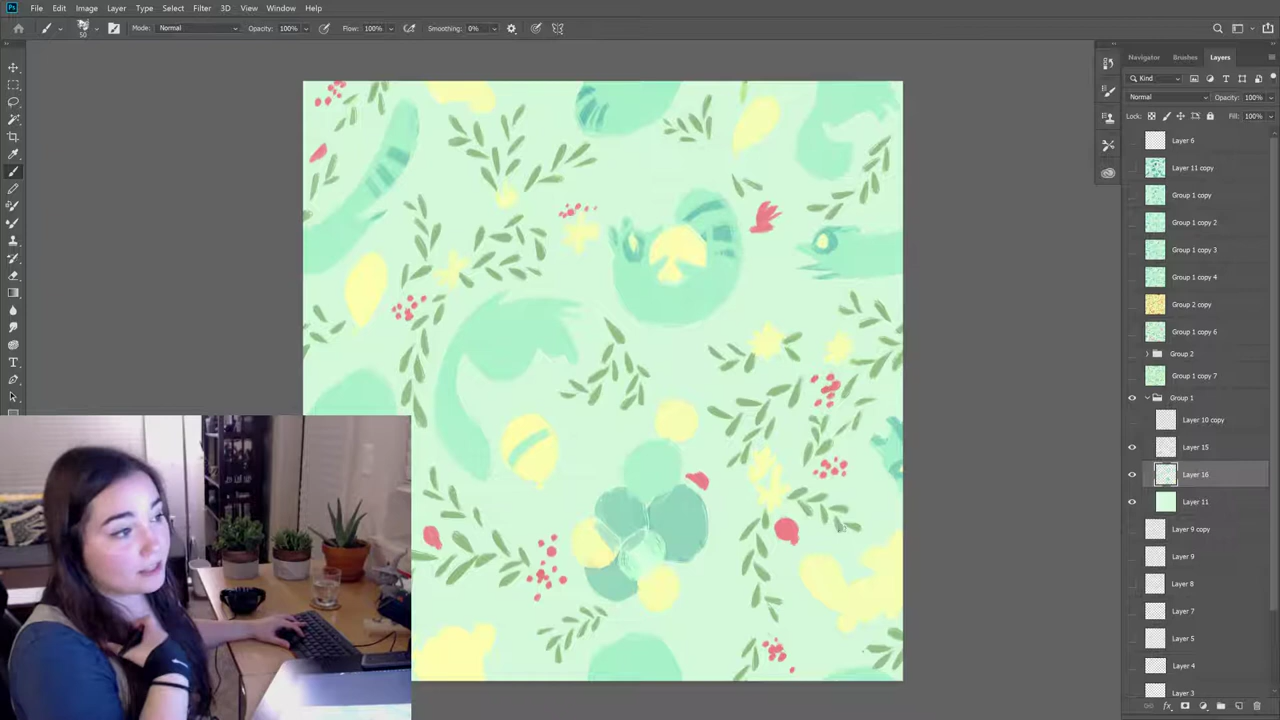 Ps File Edit Image Layer Type Select Filter 3D View Window Help
50 Mode: Normal Opacity: 100% Flow: 100% Smoothing: 0%
Navigator Brushes Layers
Kind
Normal Opacity: 100%
Lock: Fill: 100%
Layer 6
Layer 11 copy
Group 1 copy
Group 1 copy 2
Group 1 copy 3
Group 1 copy 4
Group 2 copy
Group 1 copy 6
Group 2
Group 1 copy 7
Group 1
Layer 10 copy
Layer 15
Layer 16
Layer 11
Layer 9 copy
Layer 9
Layer 8
Layer 7
Layer 5
Layer 4
Layer 3
fx